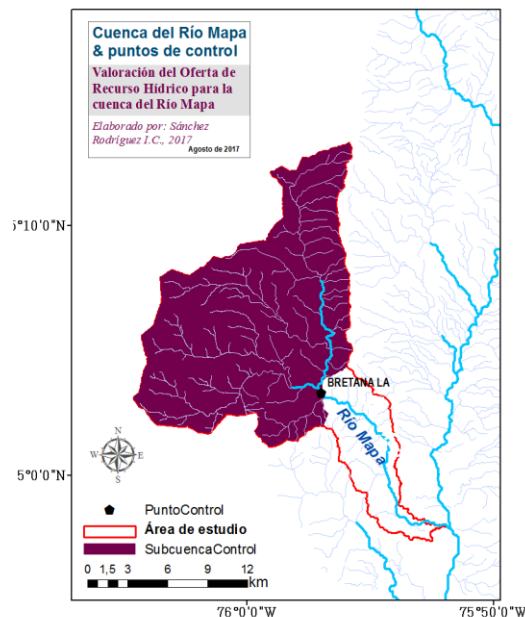 Cuenca del Río Mapa
& puntos de control
Valoración del Oferta de
Recurso Hídrico para la
cuenca del Río Mapa
Elaborado por: Sánchez
Rodríguez I.C., 2017
Agosto de 2017
5°10'0"N
BRETANA LA
Río Mapa
N
W E
S
5°0'0"N
PuntoControl
Área de estudio
SubcuencaControl
0 1,5 3 6 9 12
km
76°0'0"W
75°50'0"W